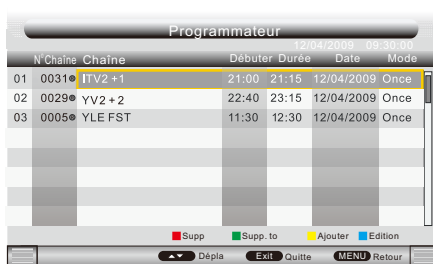 Programmateur
12/04/2009 09:30:00
N°Chaîne Chaîne Débuter Durée Date Mode
01 0031 ITV2 +1 21:00 21:15 12/04/2009 Once
02 0029 YV2 + 2 22:40 23:15 12/04/2009 Once
03 0005 YLE FST 11:30 12:30 12/04/2009 Once
Supp Supp. to Ajouter Edition
Dépla Exit Quitte MENU Retour